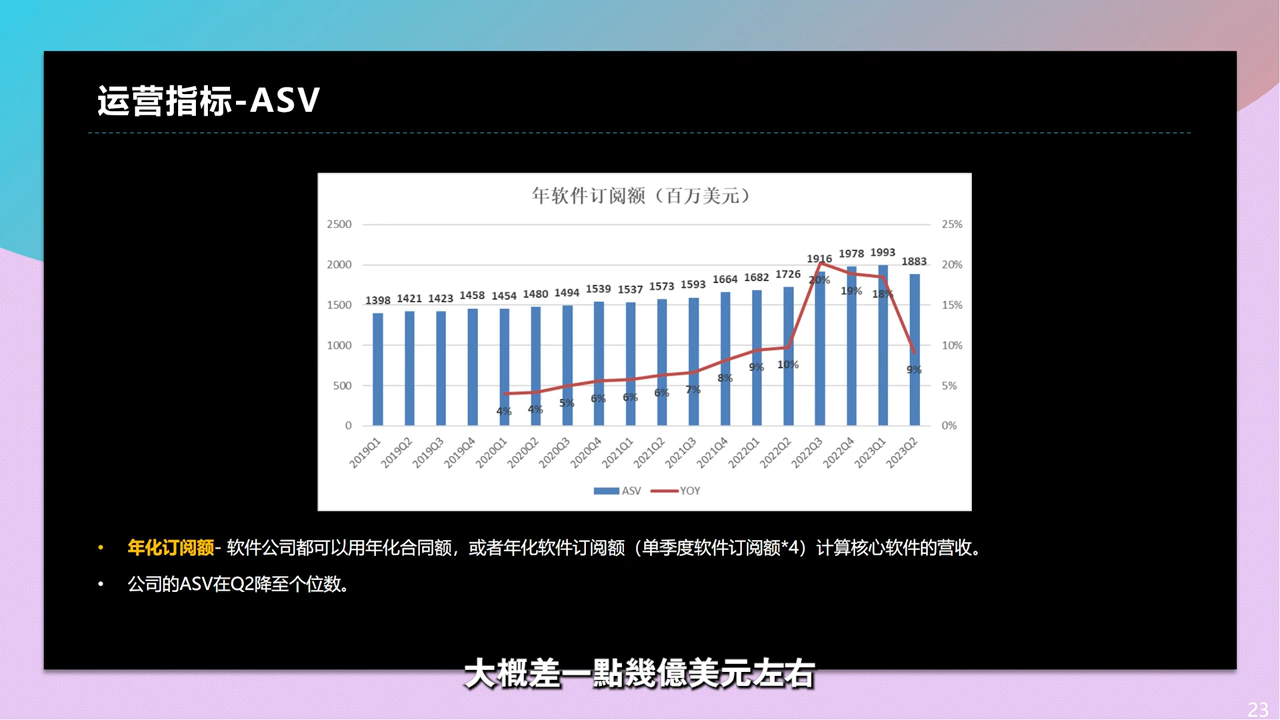 运营指标-ASV
年软件订阅额（百万美元）
2500
2000
1500
1000
500
0
25%
20%
15%
10%
5%
0%
1398 1421 1423 1458 1454 1480 1494 1539 1537 1573 1593 1664 1682 1726 1916 1978 1993 1883
4% 4% 5% 6% 6% 6% 7% 8% 9% 10% 20% 19% 18% 9%
2019Q1 2019Q2 2019Q3 2019Q4 2020Q1 2020Q2 2020Q3 2020Q4 2021Q1 2021Q2 2021Q3 2021Q4 2022Q1 2022Q2 2022Q3 2022Q4 2023Q1 2023Q2
ASV YOY
• 年化订阅额- 软件公司都可以用年化合同额，或者年化软件订阅额（单季度软件订阅额*4）计算核心软件的营收。
• 公司的ASV在Q2降至个位数。
大概差一點幾億美元左右
23